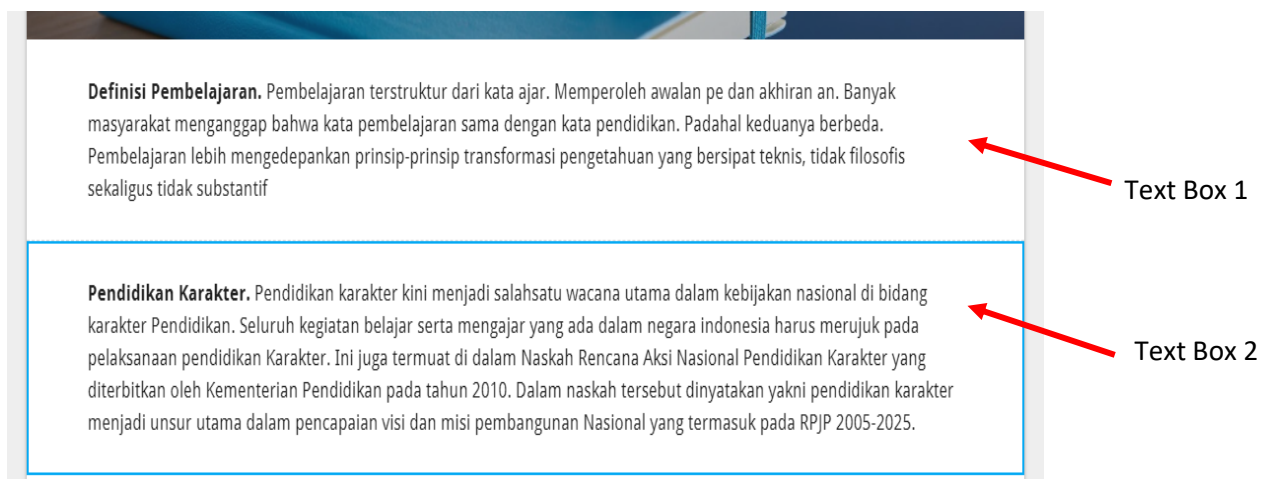 Definisi Pembelajaran. Pembelajaran terstruktur dari kata ajar. Memperoleh awalan pe dan akhiran an. Banyak
masyarakat menganggap bahwa kata pembelajaran sama dengan kata pendidikan. Padahal keduanya berbeda.
Pembelajaran lebih mengedepankan prinsip-prinsip transformasi pengetahuan yang bersipat teknis, tidak filosofis
sekaligus tidak substantif
Text Box 1
Pendidikan Karakter. Pendidikan karakter kini menjadi salahsatu wacana utama dalam kebijakan nasional di bidang
karakter Pendidikan. Seluruh kegiatan belajar serta mengajar yang ada dalam negara indonesia harus merujuk pada
pelaksanaan pendidikan Karakter. Ini juga termuat di dalam Naskah Rencana Aksi Nasional Pendidikan Karakter yang
diterbitkan oleh Kementerian Pendidikan pada tahun 2010. Dalam naskah tersebut dinyatakan yakni pendidikan karakter
menjadi unsur utama dalam pencapaian visi dan misi pembangunan Nasional yang termasuk pada RPJP 2005-2025.
Text Box 2